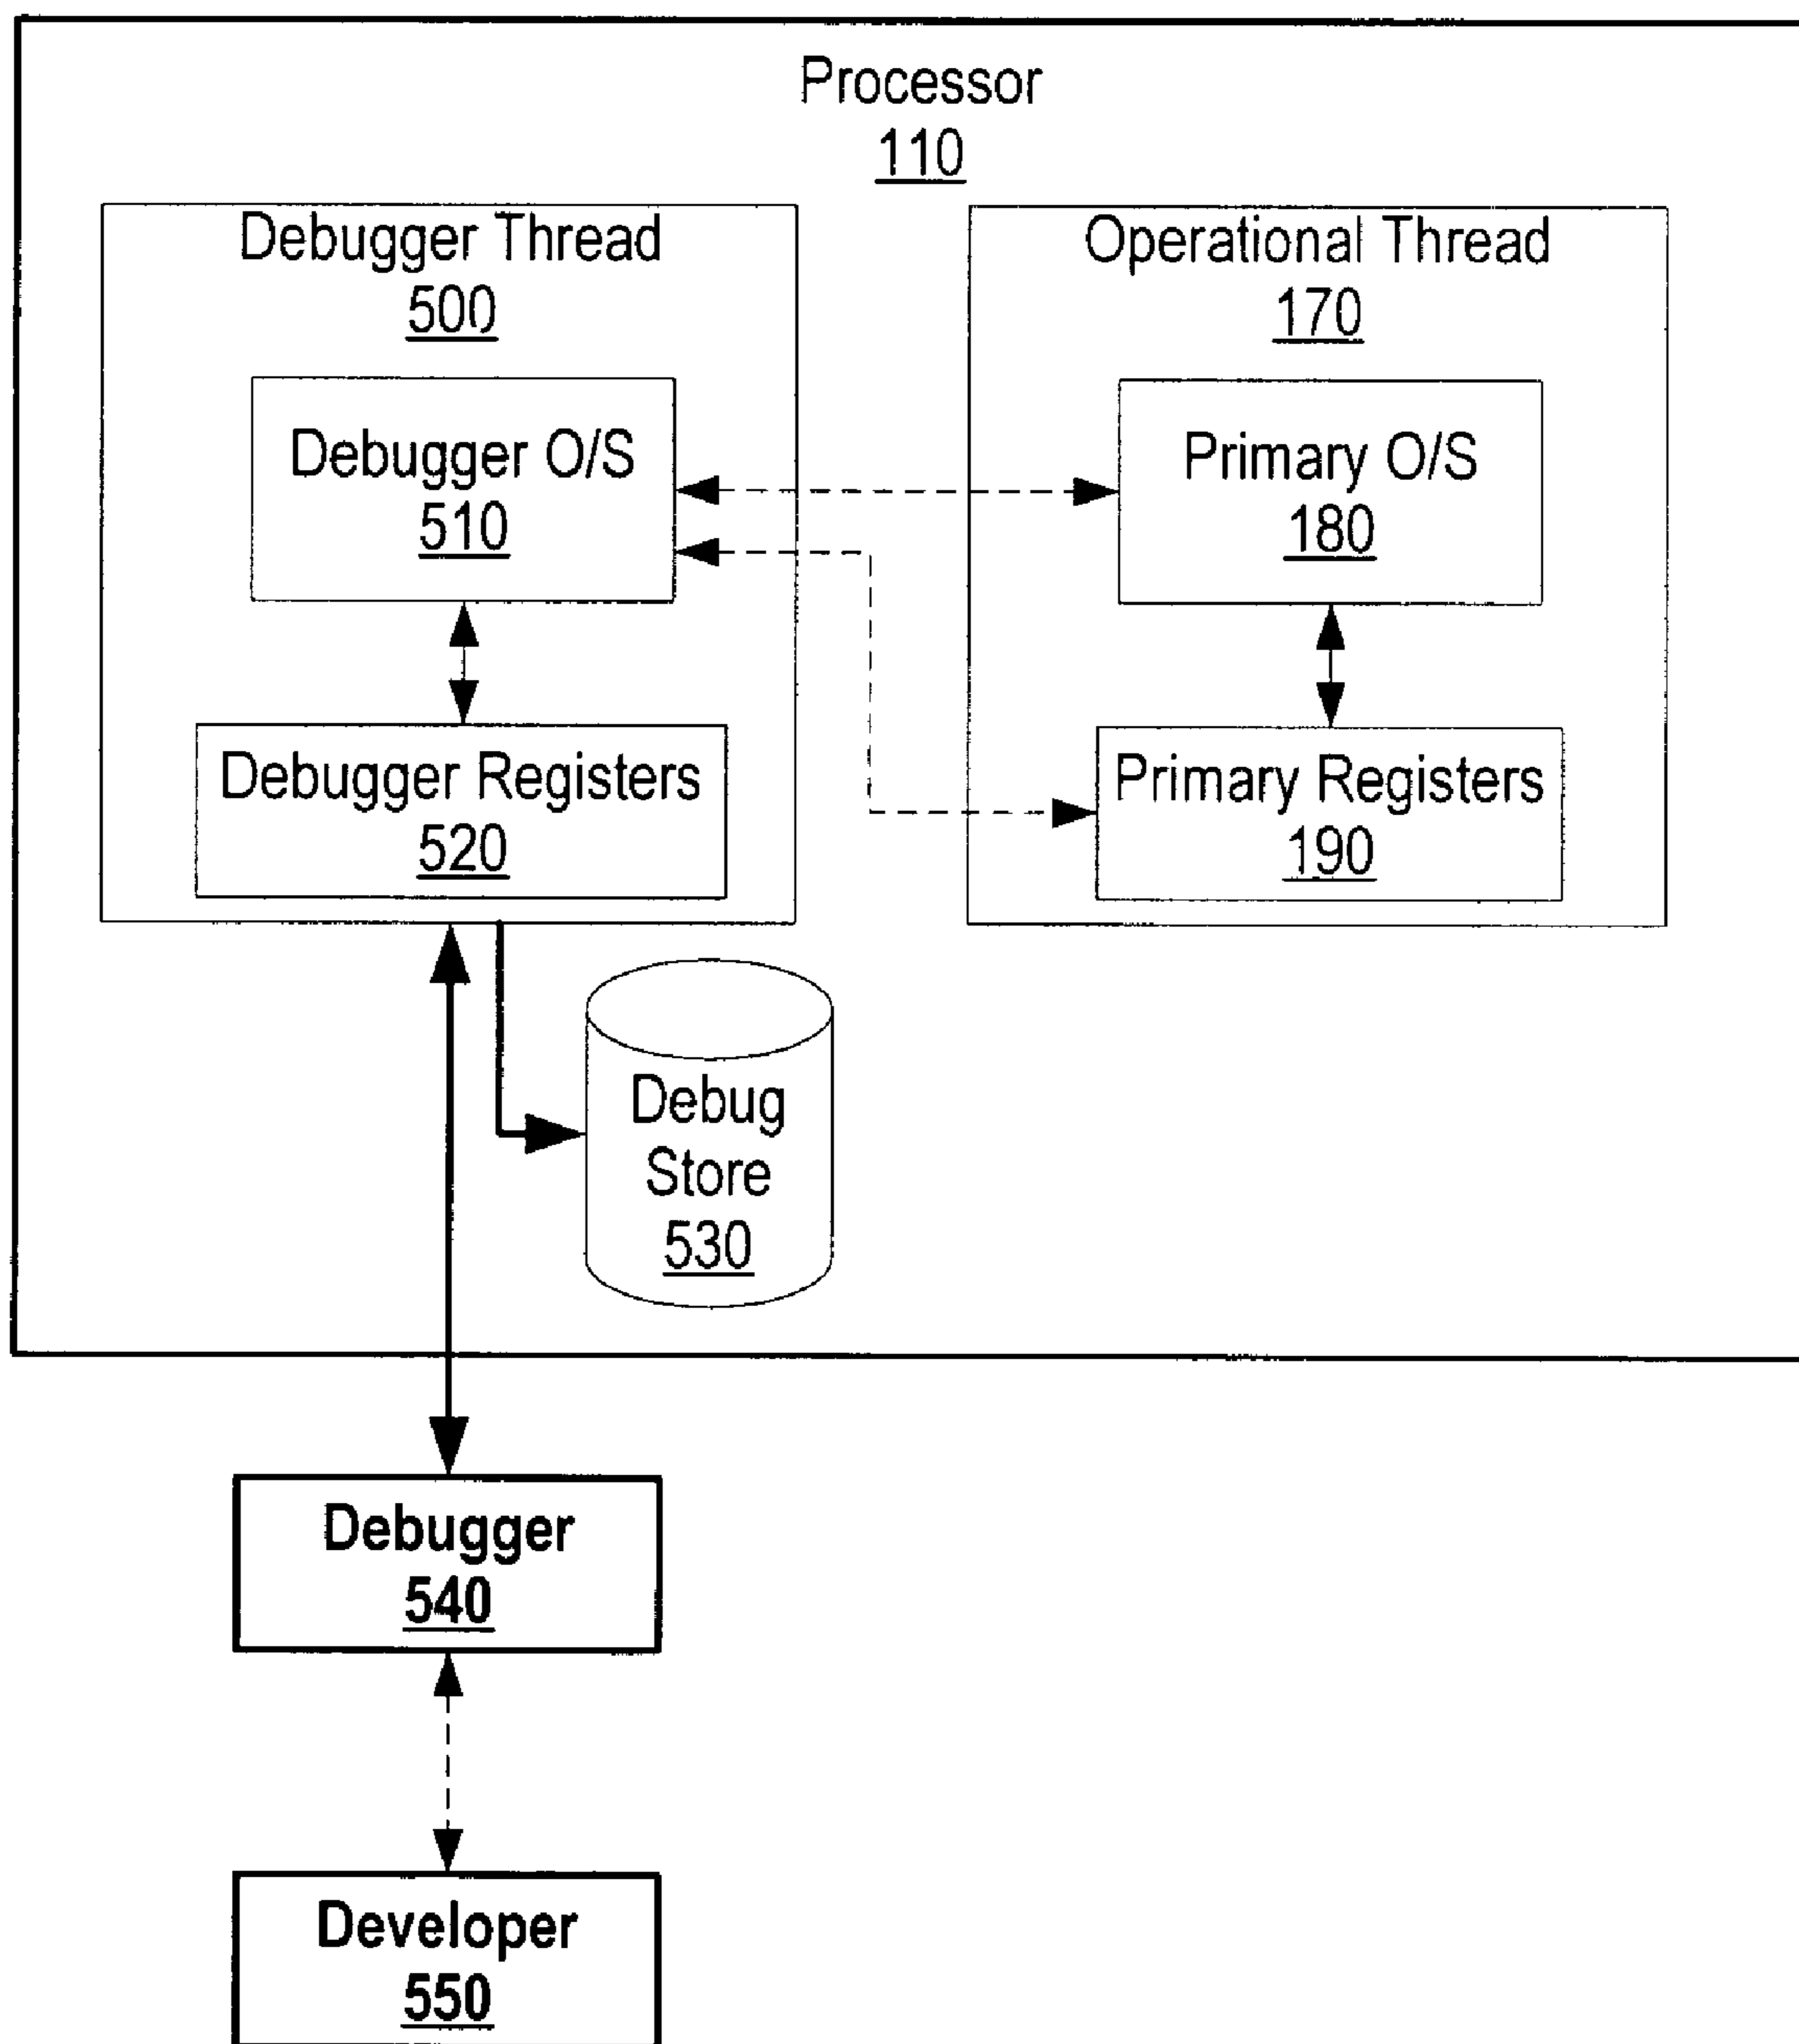 Processor
110
Debugger Thread
500
Operational Thread
170
Debugger O/S
510
Primary O/S
180
Debugger Registers
520
Primary Registers
190
Debug
Store
530
Debugger
540
Developer
550